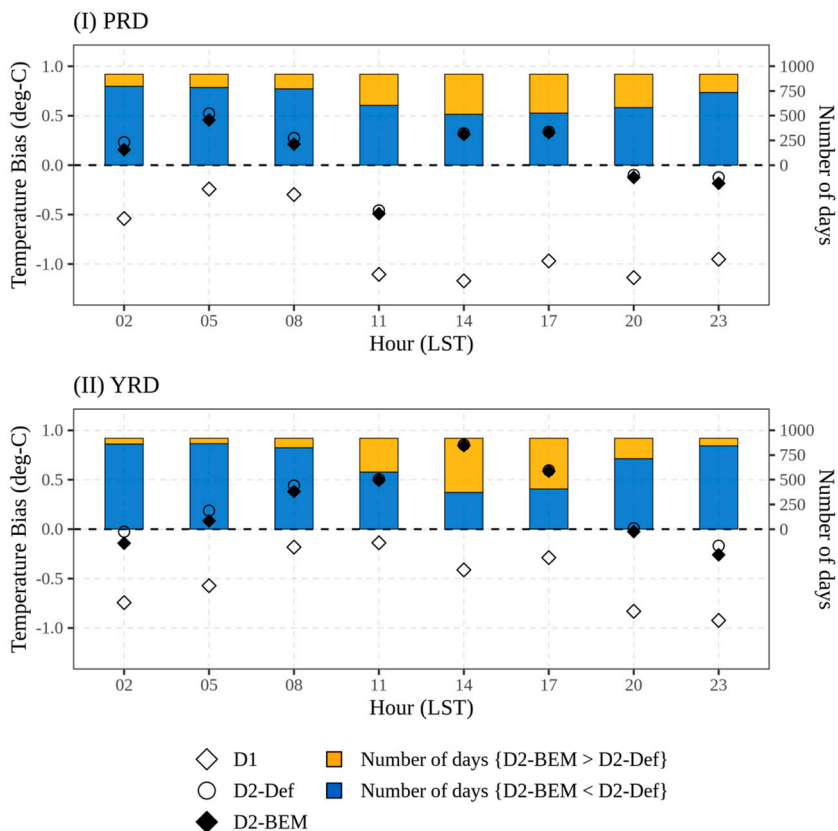 (I) PRD
Temperature Bias (deg-C)
1.0
0.5
0.0
-0.5
-1.0
1000
750
500
250
0
Number of days
02 05 08 11 14 17 20 23
Hour (LST)
(II) YRD
Temperature Bias (deg-C)
1.0
0.5
0.0
-0.5
-1.0
1000
750
500
250
0
Number of days
02 05 08 11 14 17 20 23
Hour (LST)
D1
Number of days {D2-BEM > D2-Def}
D2-Def
Number of days {D2-BEM < D2-Def}
D2-BEM